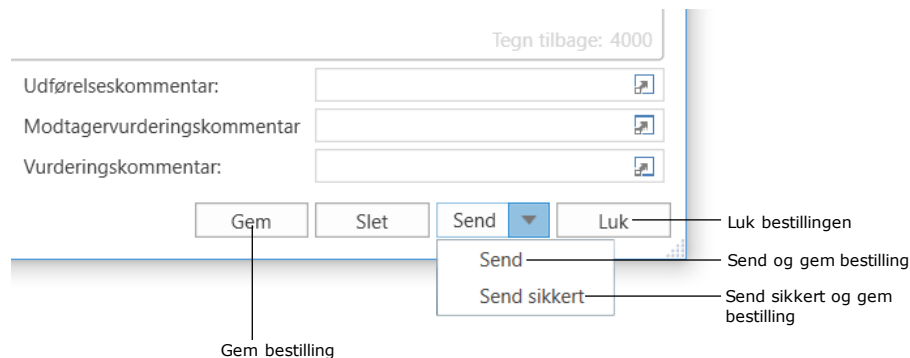 Tegn tilbage: 4000
Udførelseskommentar:
Modtagervurderingskommentar
Vurderingskommentar:
Gem Slet Send Luk
Luk bestillingen
Send
Send og gem bestilling
Send sikkert
Send sikkert og gem
bestilling
Gem bestilling